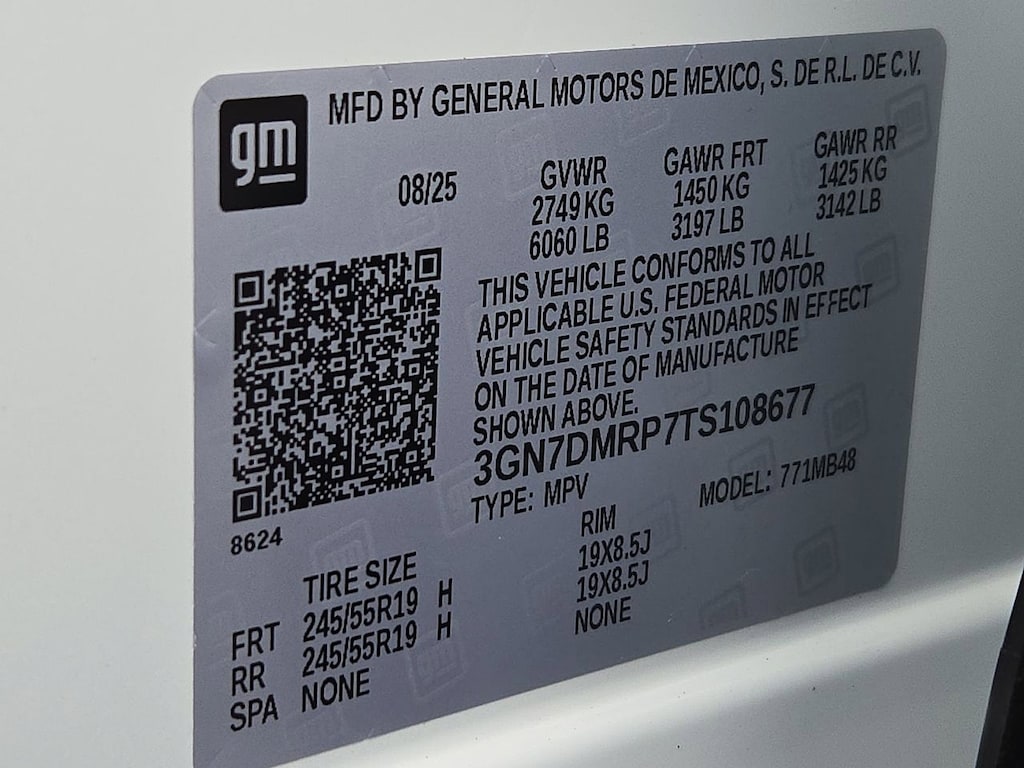 gm
MFD BY GENERAL MOTORS DE MEXICO, S. DE R.L. DE C.V.
08/25 GVWR GAWR FRT GAWR RR
2749 KG 1450 KG 1425 KG
6060 LB 3197 LB 3142 LB
THIS VEHICLE CONFORMS TO ALL
APPLICABLE U.S. FEDERAL MOTOR
VEHICLE SAFETY STANDARDS IN EFFECT
ON THE DATE OF MANUFACTURE
SHOWN ABOVE.
3GN7DMRP7TS108677
TYPE: MPV MODEL: 771MB48
8624
TIRE SIZE RIM
FRT 245/55R19 H 19X8.5J
RR 245/55R19 H 19X8.5J
SPA NONE NONE